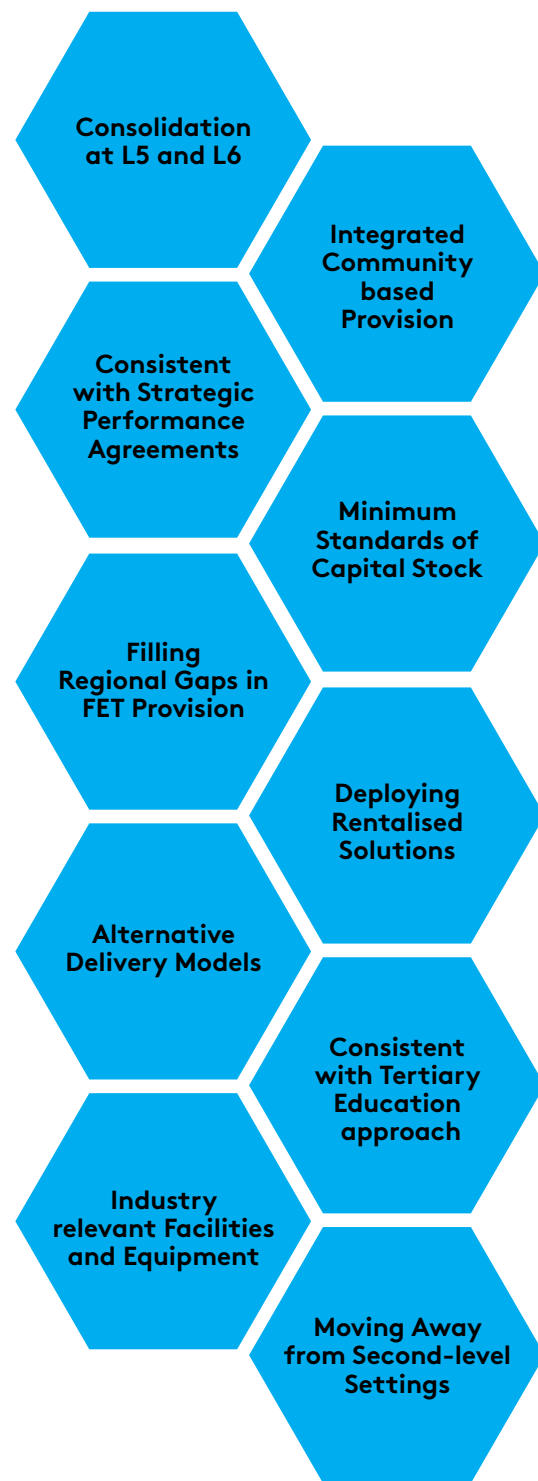 Consolidation
at L5 and L6
Integrated
Community
based
Provision
Consistent
with Strategic
Performance
Agreements
Minimum
Standards of
Capital Stock
Filling
Regional Gaps in
FET Provision
Deploying
Rentalised
Solutions
Alternative
Delivery Models
Consistent
with Tertiary
Education
approach
Industry
relevant Facilities
and Equipment
Moving Away
from Second-level
Settings